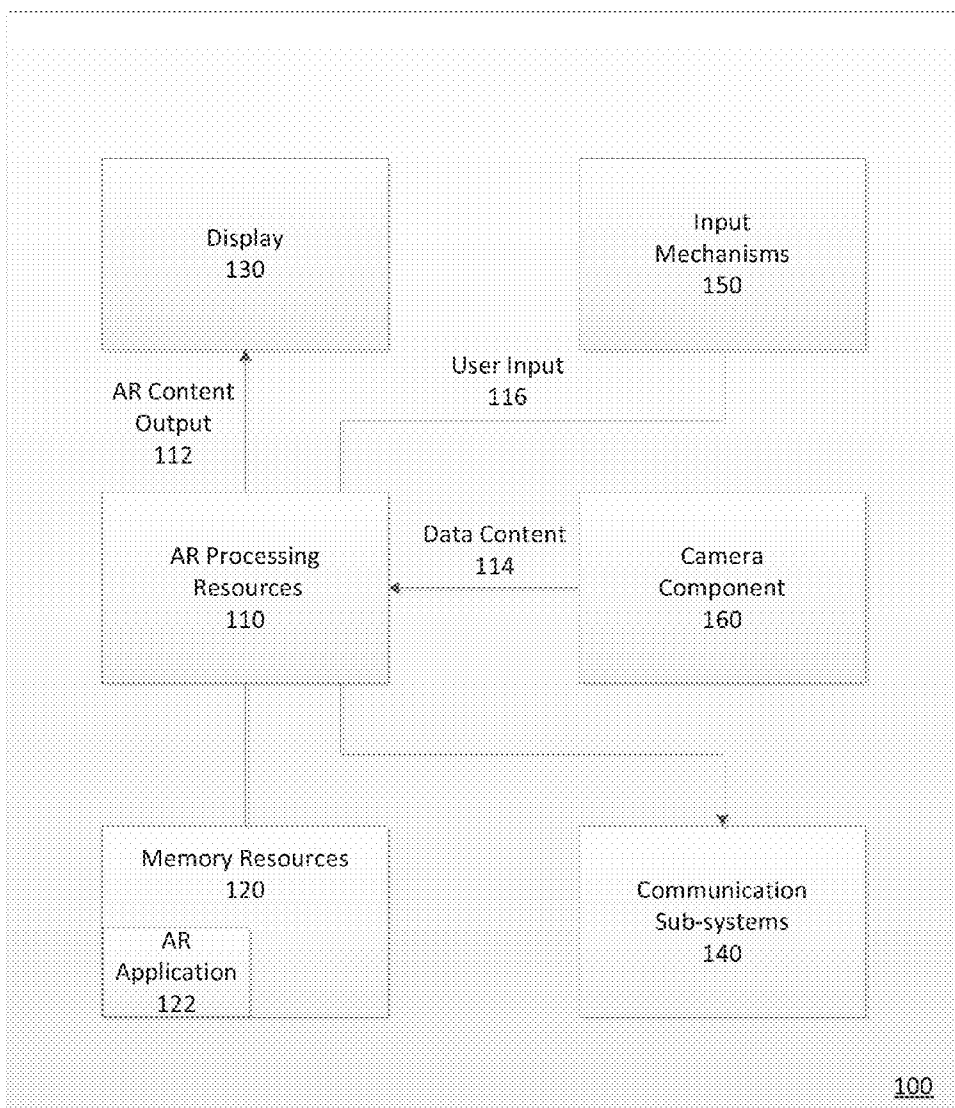 Display
130
Input
Mechanisms
150
User Input
116
AR Content
Output
112
AR Processing
Resources
110
Data Content
114
Camera
Component
160
Memory Resources
120
AR
Application
122
Communication
Sub-systems
140
100